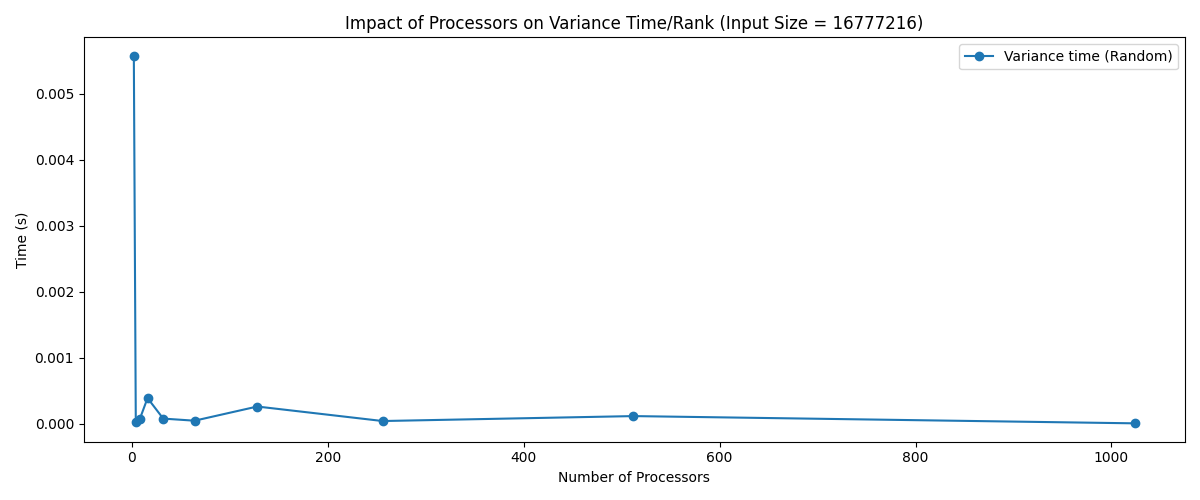 Impact of Processors on Variance Time/Rank (Input Size = 16777216)
Variance time (Random)
Time (s)
0.005
0.004
0.003
0.002
0.001
0.000
0 200 400 600 800 1000
Number of Processors